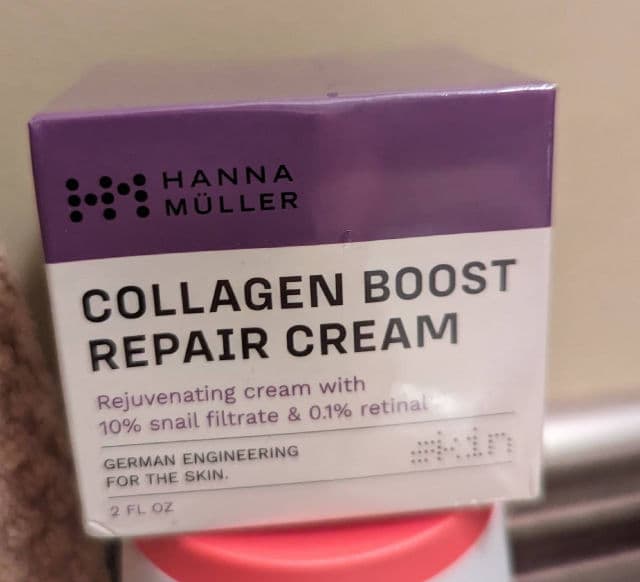 HANNA
MÜLLER
COLLAGEN BOOST
REPAIR CREAM
Rejuvenating cream with
10% snail filtrate & 0.1% retinal
GERMAN ENGINEERING
FOR THE SKIN.
skin
2 FL OZ